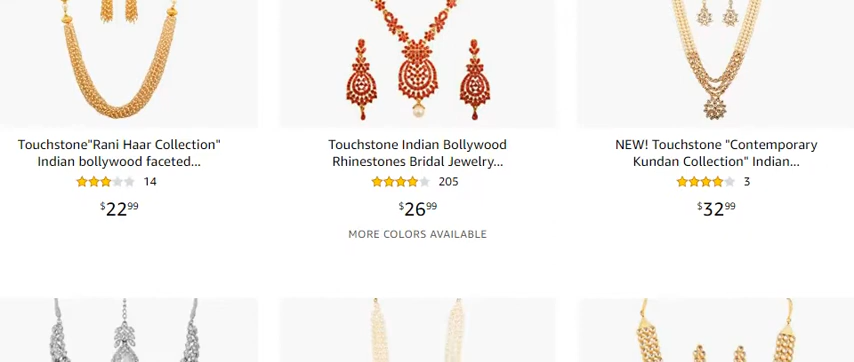 Touchstone"Rani Haar Collection"
Indian bollywood faceted...
14
$22.99
Touchstone Indian Bollywood
Rhinestones Bridal Jewelry...
205
$26.99
MORE COLORS AVAILABLE
NEW! Touchstone "Contemporary
Kundan Collection" Indian...
3
$32.99